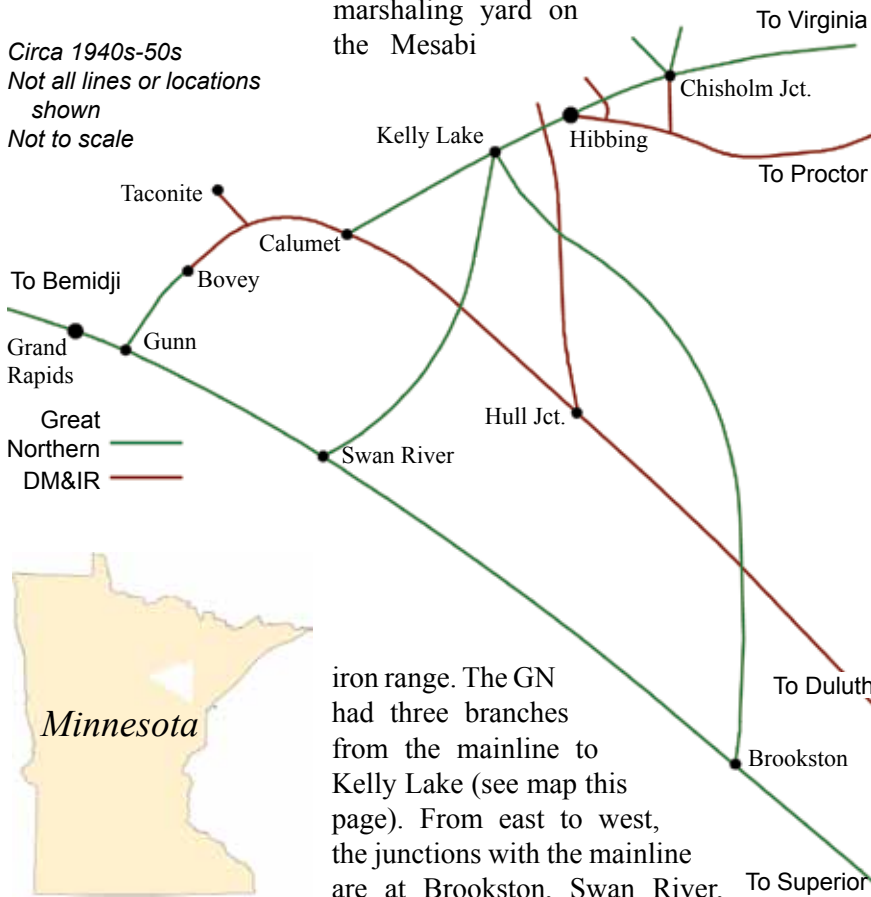 marshaling yard on
the Mesabi
Circa 1940s-50s
Not all lines or locations
shown
Not to scale
To Virginia
Chisholm Jct.
Kelly Lake
Hibbing
To Proctor
Taconite
Calumet
Bovey
To Bemidji
Gunn
Grand
Rapids
Hull Jct.
Great
Northern
DM&IR
Swan River
Minnesota
iron range. The GN
had three branches
from the mainline to
Kelly Lake (see map this
page). From east to west,
the junctions with the mainline
are at Brookston, Swan River,
To Duluth
Brookston
To Superior